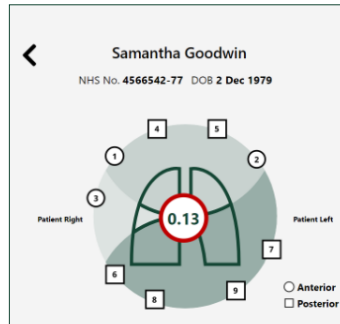 Samantha Goodwin
NHS No. 4566542-77 DOB 2 Dec 1979
4
5
1
2
3
0.13
Patient Right
Patient Left
7
6
9
8
Anterior
Posterior